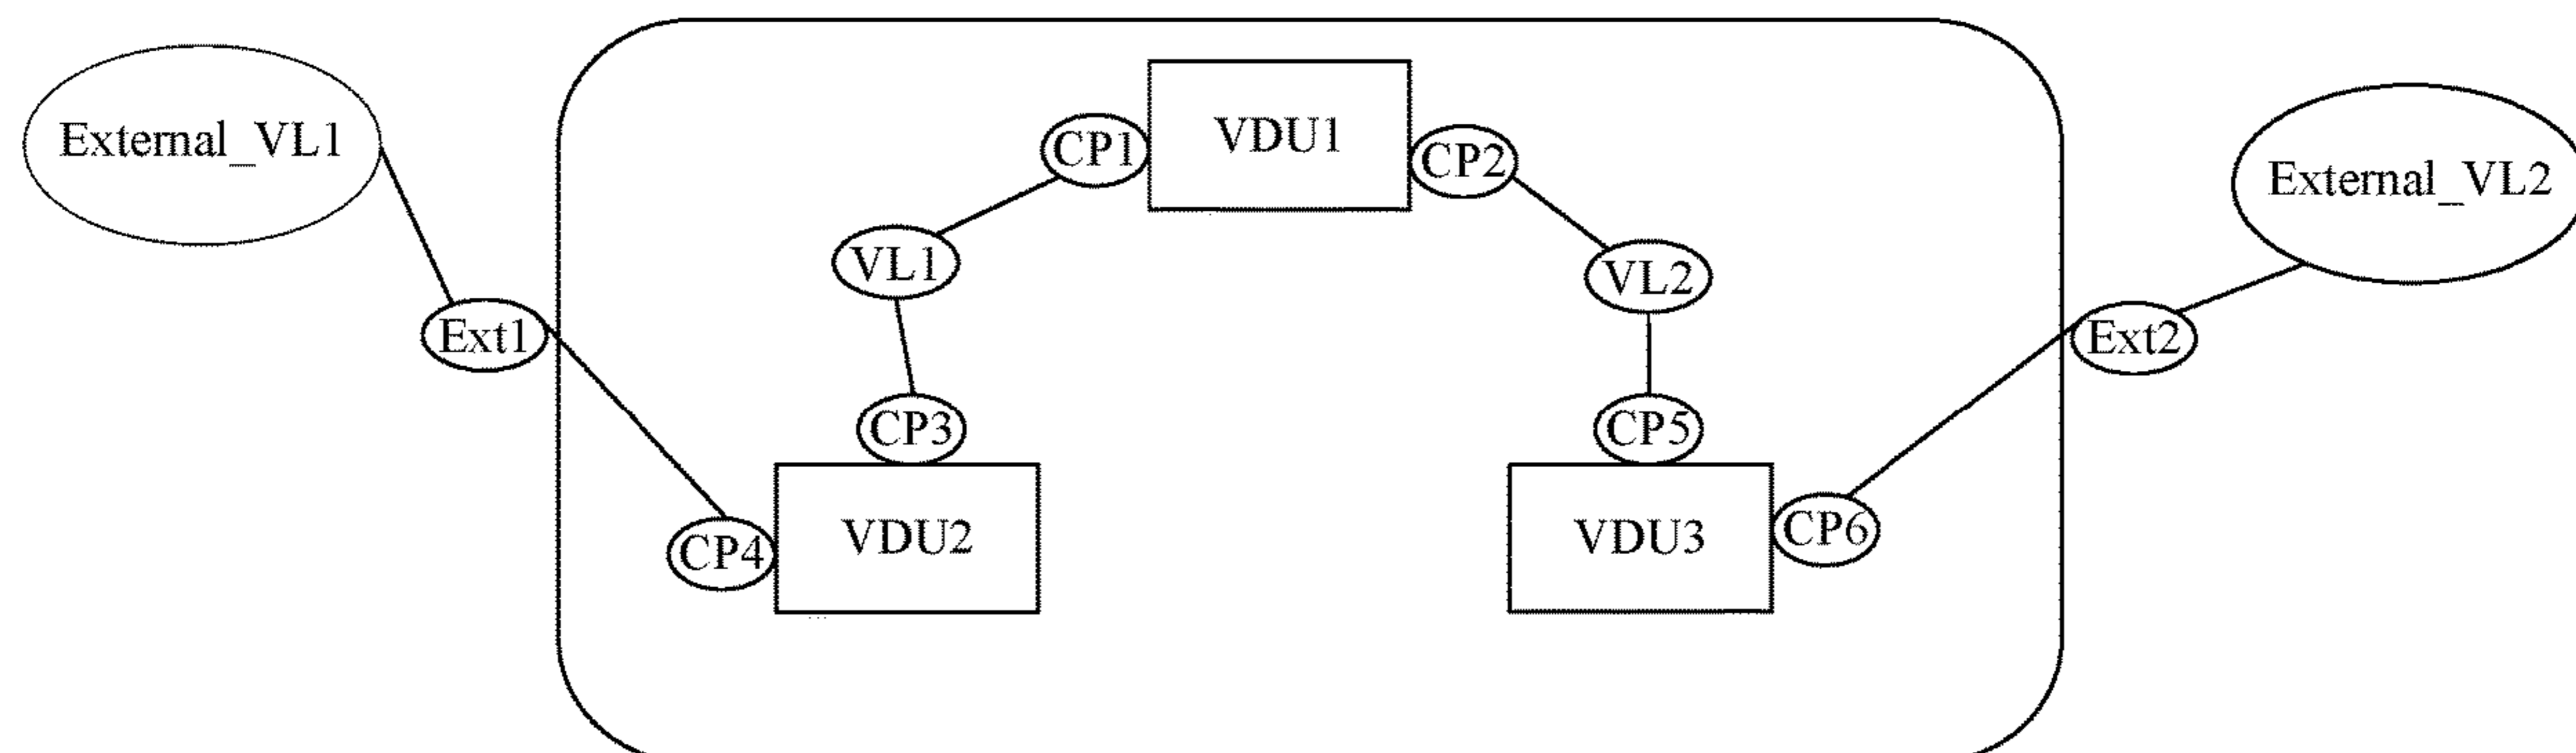 External_VL1
CP1
VDU1
CP2
External_VL2
VL1
VL2
Ext1
Ext2
CP3
CP5
CP4
VDU2
VDU3
CP6